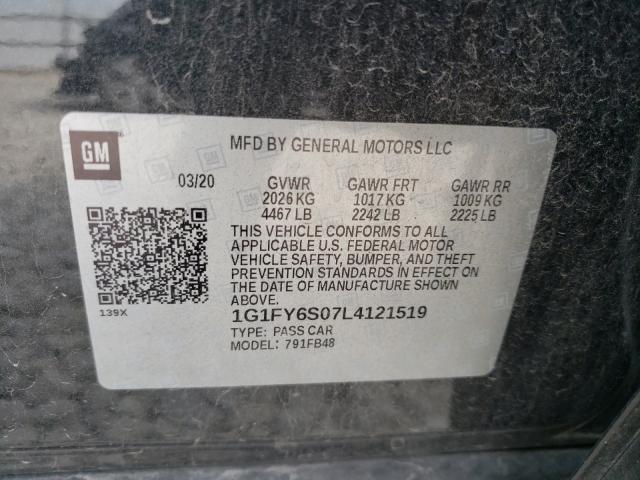 GM
MFD BY GENERAL MOTORS LLC
03/20 GVWR GAWR FRT GAWR RR
2026 KG 1017 KG 1009 KG
4467 LB 2242 LB 2225 LB
THIS VEHICLE CONFORMS TO ALL
APPLICABLE U.S. FEDERAL MOTOR
VEHICLE SAFETY, BUMPER, AND THEFT
PREVENTION STANDARDS IN EFFECT ON
THE DATE OF MANUFACTURE SHOWN
ABOVE.
139X
1G1FY6S07L4121519
TYPE: PASS CAR
MODEL: 791FB48